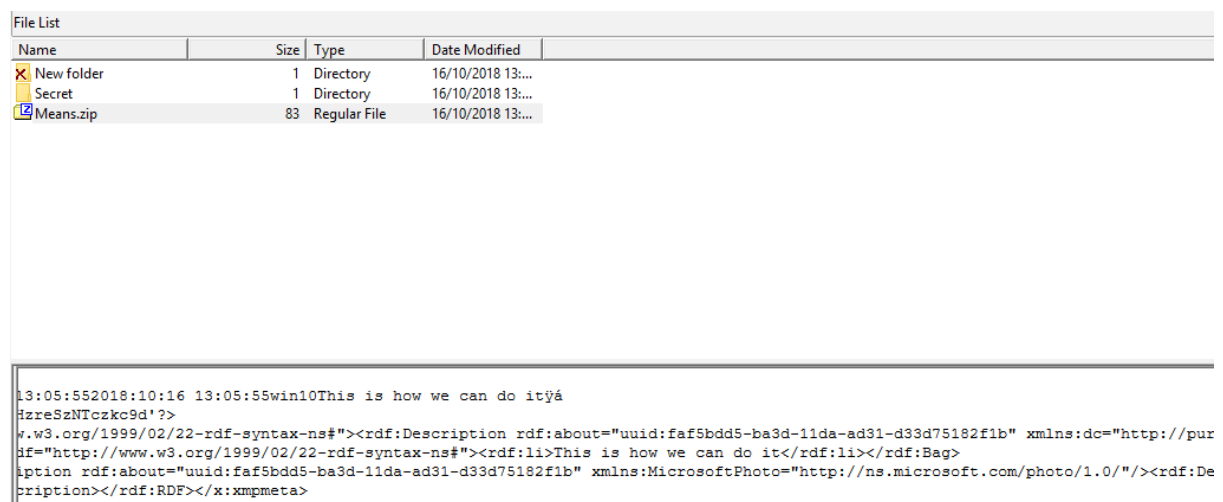 File List
Name Size Type Date Modified
New folder 1 Directory 16/10/2018 13:...
Secret 1 Directory 16/10/2018 13:...
Means.zip 83 Regular File 16/10/2018 13:...
13:05:552018:10:16 13:05:55win10This is how we can do itÿá
HzreSzNTczkc9d'?>
w.w3.org/1999/02/22-rdf-syntax-ns#"><rdf:Description rdf:about="uuid:faf5bdd5-ba3d-11da-ad31-d33d75182f1b" xmlns:dc="http://pur
df="http://www.w3.org/1999/02/22-rdf-syntax-ns#"><rdf:li>This is how we can do it</rdf:li></rdf:Bag>
iption rdf:about="uuid:faf5bdd5-ba3d-11da-ad31-d33d75182f1b" xmlns:MicrosoftPhoto="http://ns.microsoft.com/photo/1.0/"/><rdf:De
cription></rdf:RDF></x:xmpmeta>